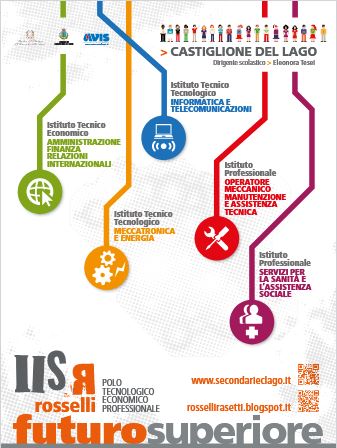 AVIS
> CASTIGLIONE DEL LAGO
Dirigente scolastico > Eleonora Tesei
Istituto Tecnico
Tecnologico
INFORMATICA E
TELECOMUNICAZIONI
Istituto Tecnico
Economico
AMMINISTRAZIONE
FINANZA
RELAZIONI
INTERNAZIONALI
Istituto
Professionale
OPERATORE
MECCANICO
MANUTENZIONE
E ASSISTENZA
TECNICA
Istituto Tecnico
Tecnologico
MECCATRONICA
E ENERGIA
Istituto
Professionale
SERVIZI PER
LA SANITÀ E
L'ASSISTENZA
SOCIALE
IISR
rosselli
POLO
TECNOLOGICO
ECONOMICO
PROFESSIONALE
www.secondarieclago.it
rossellirasetti.blogspot.it
futurosuperiore